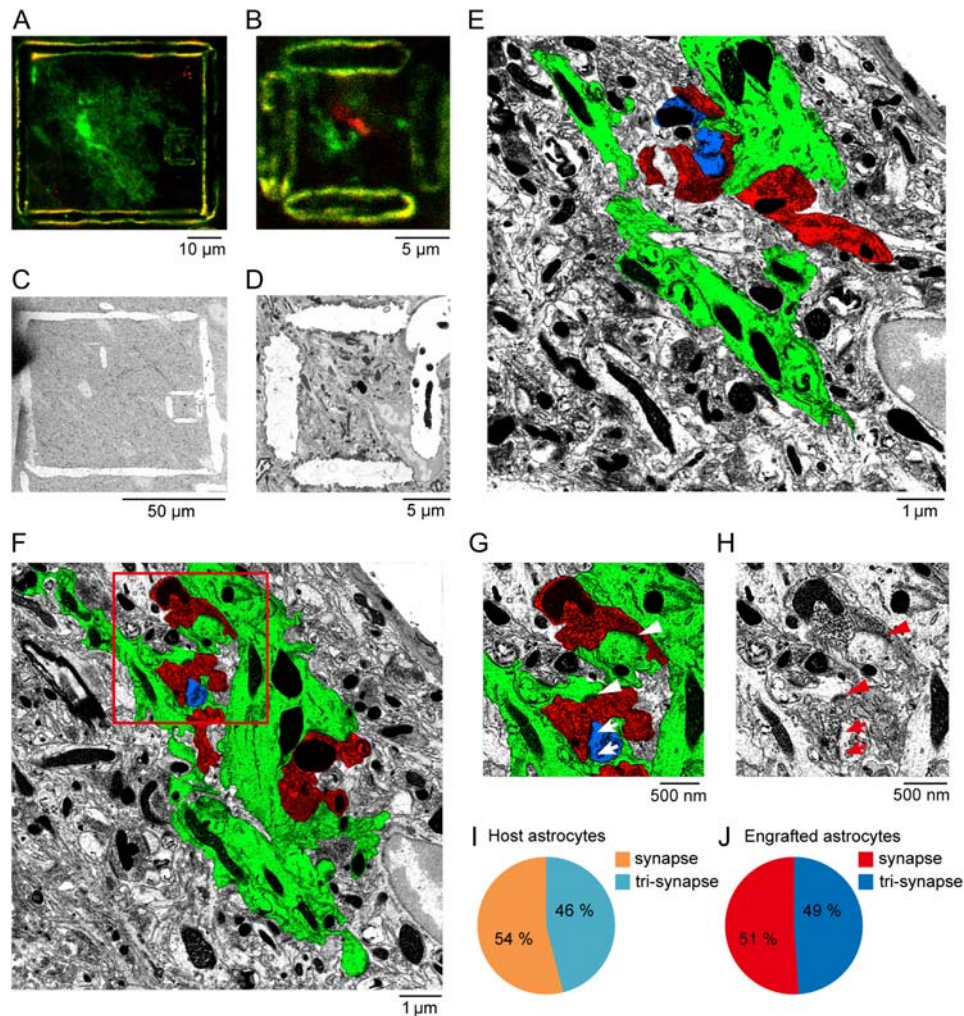 A
B
E
10 µm
5 µm
C
D
50 µm
5 µm
1 µm
F
G
H
500 nm
500 nm
I Host astrocytes
synapse
tri-synapse
46 %
54 %
J Engrafted astrocytes
synapse
tri-synapse
49 %
51 %
1 µm